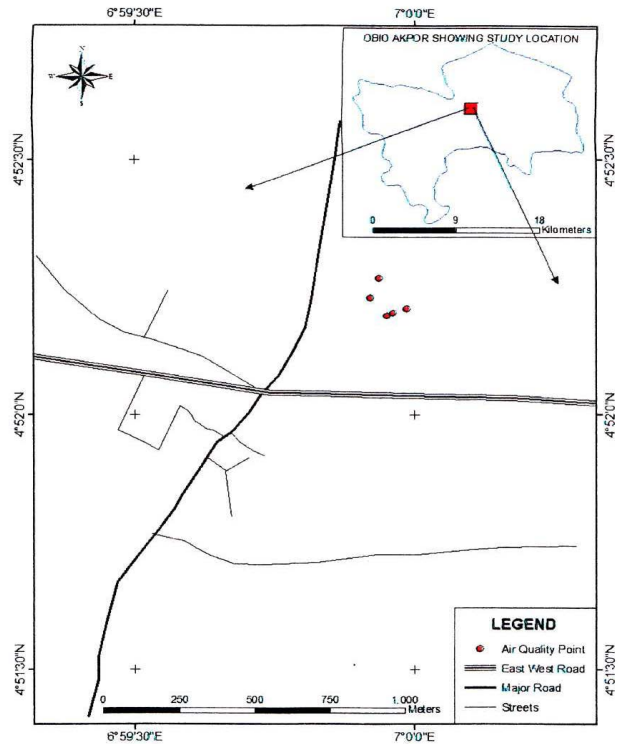 6°59'30"E 7°0'0"E
OBIO AKPOR SHOWING STUDY LOCATION
N
W E
S
4°52'30"N 4°52'30"N
0 9 18
Kilometers
4°52'0"N 4°52'0"N
LEGEND
Air Quality Point
East West Road
Major Road
Streets
4°51'30"N 4°51'30"N
0 250 500 750 1,000
Meters
6°59'30"E 7°0'0"E